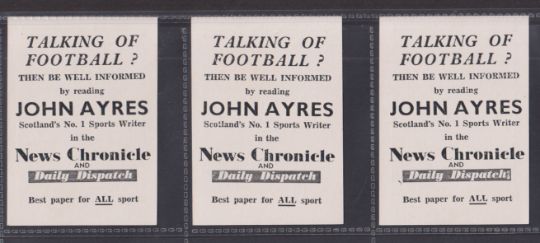 TALKING OF
FOOTBALL ?
THEN BE WELL INFORMED
by reading
JOHN AYRES
Scotland's No. 1 Sports Writer
in the
News Chronicle
AND
Daily Dispatch
Best paper for ALL sport
TALKING OF
FOOTBALL ?
THEN BE WELL INFORMED
by reading
JOHN AYRES
Scotland's No. 1 Sports Writer
in the
News Chronicle
AND
Daily Dispatch
Best paper for ALL sport
TALKING OF
FOOTBALL ?
THEN BE WELL INFORMED
by reading
JOHN AYRES
Scotland's No. 1 Sports Writer
in the
News Chronicle
AND
Daily Dispatch
Best paper for ALL sport